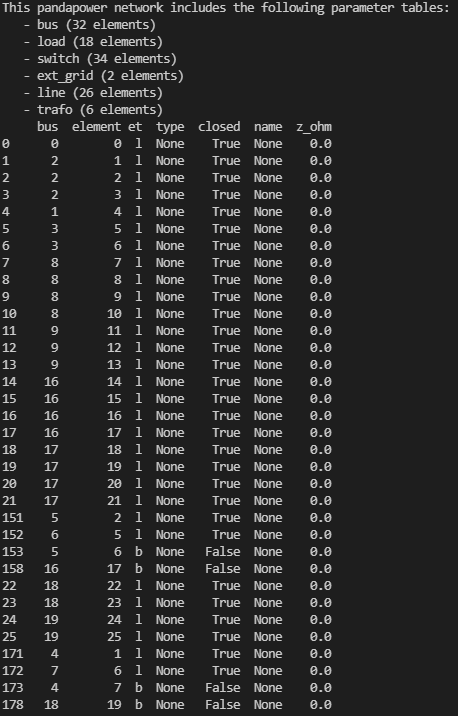 This pandapower network includes the following parameter tables:
   - bus (32 elements)
   - load (18 elements)
   - switch (34 elements)
   - ext_grid (2 elements)
   - line (26 elements)
   - trafo (6 elements)
     bus  element et  type  closed  name  z_ohm
0      0        0  l  None    True  None    0.0
1      2        1  l  None    True  None    0.0
2      2        2  l  None    True  None    0.0
3      2        3  l  None    True  None    0.0
4      1        4  l  None    True  None    0.0
5      3        5  l  None    True  None    0.0
6      3        6  l  None    True  None    0.0
7      8        7  l  None    True  None    0.0
8      8        8  l  None    True  None    0.0
9      8        9  l  None    True  None    0.0
10     8       10  l  None    True  None    0.0
11     9       11  l  None    True  None    0.0
12     9       12  l  None    True  None    0.0
13     9       13  l  None    True  None    0.0
14    16       14  l  None    True  None    0.0
15    16       15  l  None    True  None    0.0
16    16       16  l  None    True  None    0.0
17    16       17  l  None    True  None    0.0
18    17       18  l  None    True  None    0.0
19    17       19  l  None    True  None    0.0
20    17       20  l  None    True  None    0.0
21    17       21  l  None    True  None    0.0
151    5        2  l  None    True  None    0.0
152    6        5  l  None    True  None    0.0
153    5        6  b  None   False  None    0.0
158   16       17  b  None   False  None    0.0
22    18       22  l  None    True  None    0.0
23    18       23  l  None    True  None    0.0
24    19       24  l  None    True  None    0.0
25    19       25  l  None    True  None    0.0
171    4        1  l  None    True  None    0.0
172    7        6  l  None    True  None    0.0
173    4        7  b  None   False  None    0.0
178   18       19  b  None   False  None    0.0